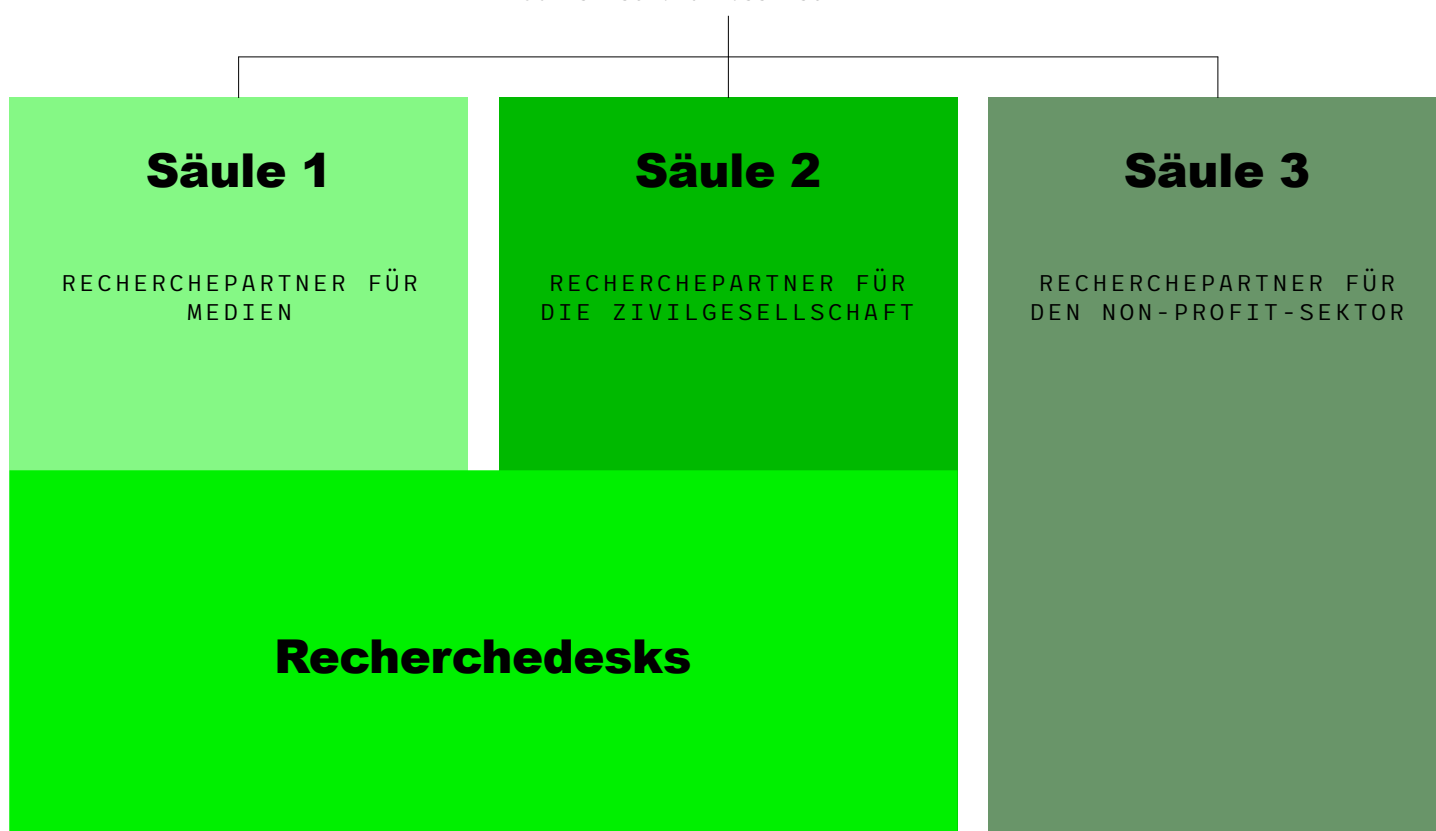 Säule 1
RECHERCHEPARTNER FÜR
MEDIEN
Säule 2
RECHERCHEPARTNER FÜR
DIE ZIVILGESELLSCHAFT
Säule 3
RECHERCHEPARTNER FÜR
DEN NON-PROFIT-SEKTOR
Recherchedesks